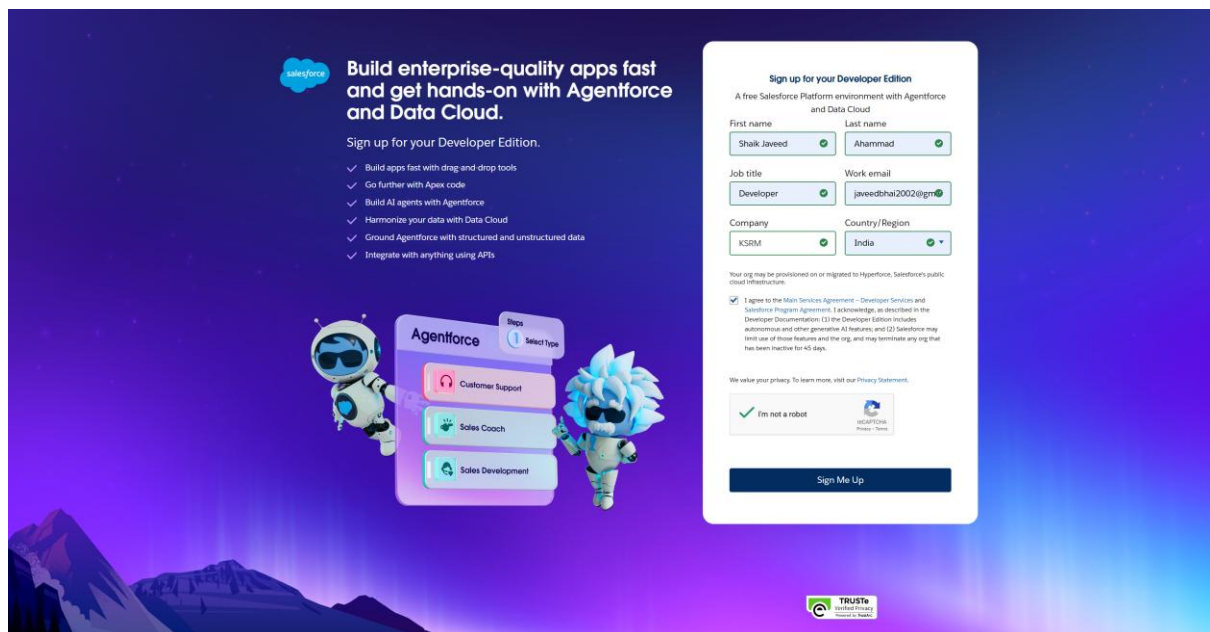 salesforce
Build enterprise-quality apps fast
and get hands-on with Agentforce
and Data Cloud.
Sign up for your Developer Edition.
Build apps fast with drag-and-drop tools
Go further with Apex code
Build AI agents with Agentforce
Harmonize your data with Data Cloud
Ground Agentforce with structured and unstructured data
Integrate with anything using APIs
Agentforce
Steps
1 Select Type
Customer Support
Sales Coach
Sales Development
Sign up for your Developer Edition
A free Salesforce Platform environment with Agentforce
and Data Cloud
First name Last name
Shaik Javeed Ahammad
Job title Work email
Developer javeedbhai2002@gm
Company Country/Region
KSRM India
Your org may be provisioned on or migrated to Hyperforce, Salesforce's public
cloud infrastructure.
I agree to the Main Services Agreement – Developer Services and
Salesforce Program Agreement. I acknowledge, as described in the
Developer Documentation: (1) the Developer Edition includes
autonomous and other generative AI features; and (2) Salesforce may
limit use of those features and the org, and may terminate any org that
has been inactive for 45 days.
We value your privacy. To learn more, visit our Privacy Statement.
I'm not a robot
reCAPTCHA
Privacy - Terms
Sign Me Up
TRUSTe
Verified Privacy
Powered by TrustArc